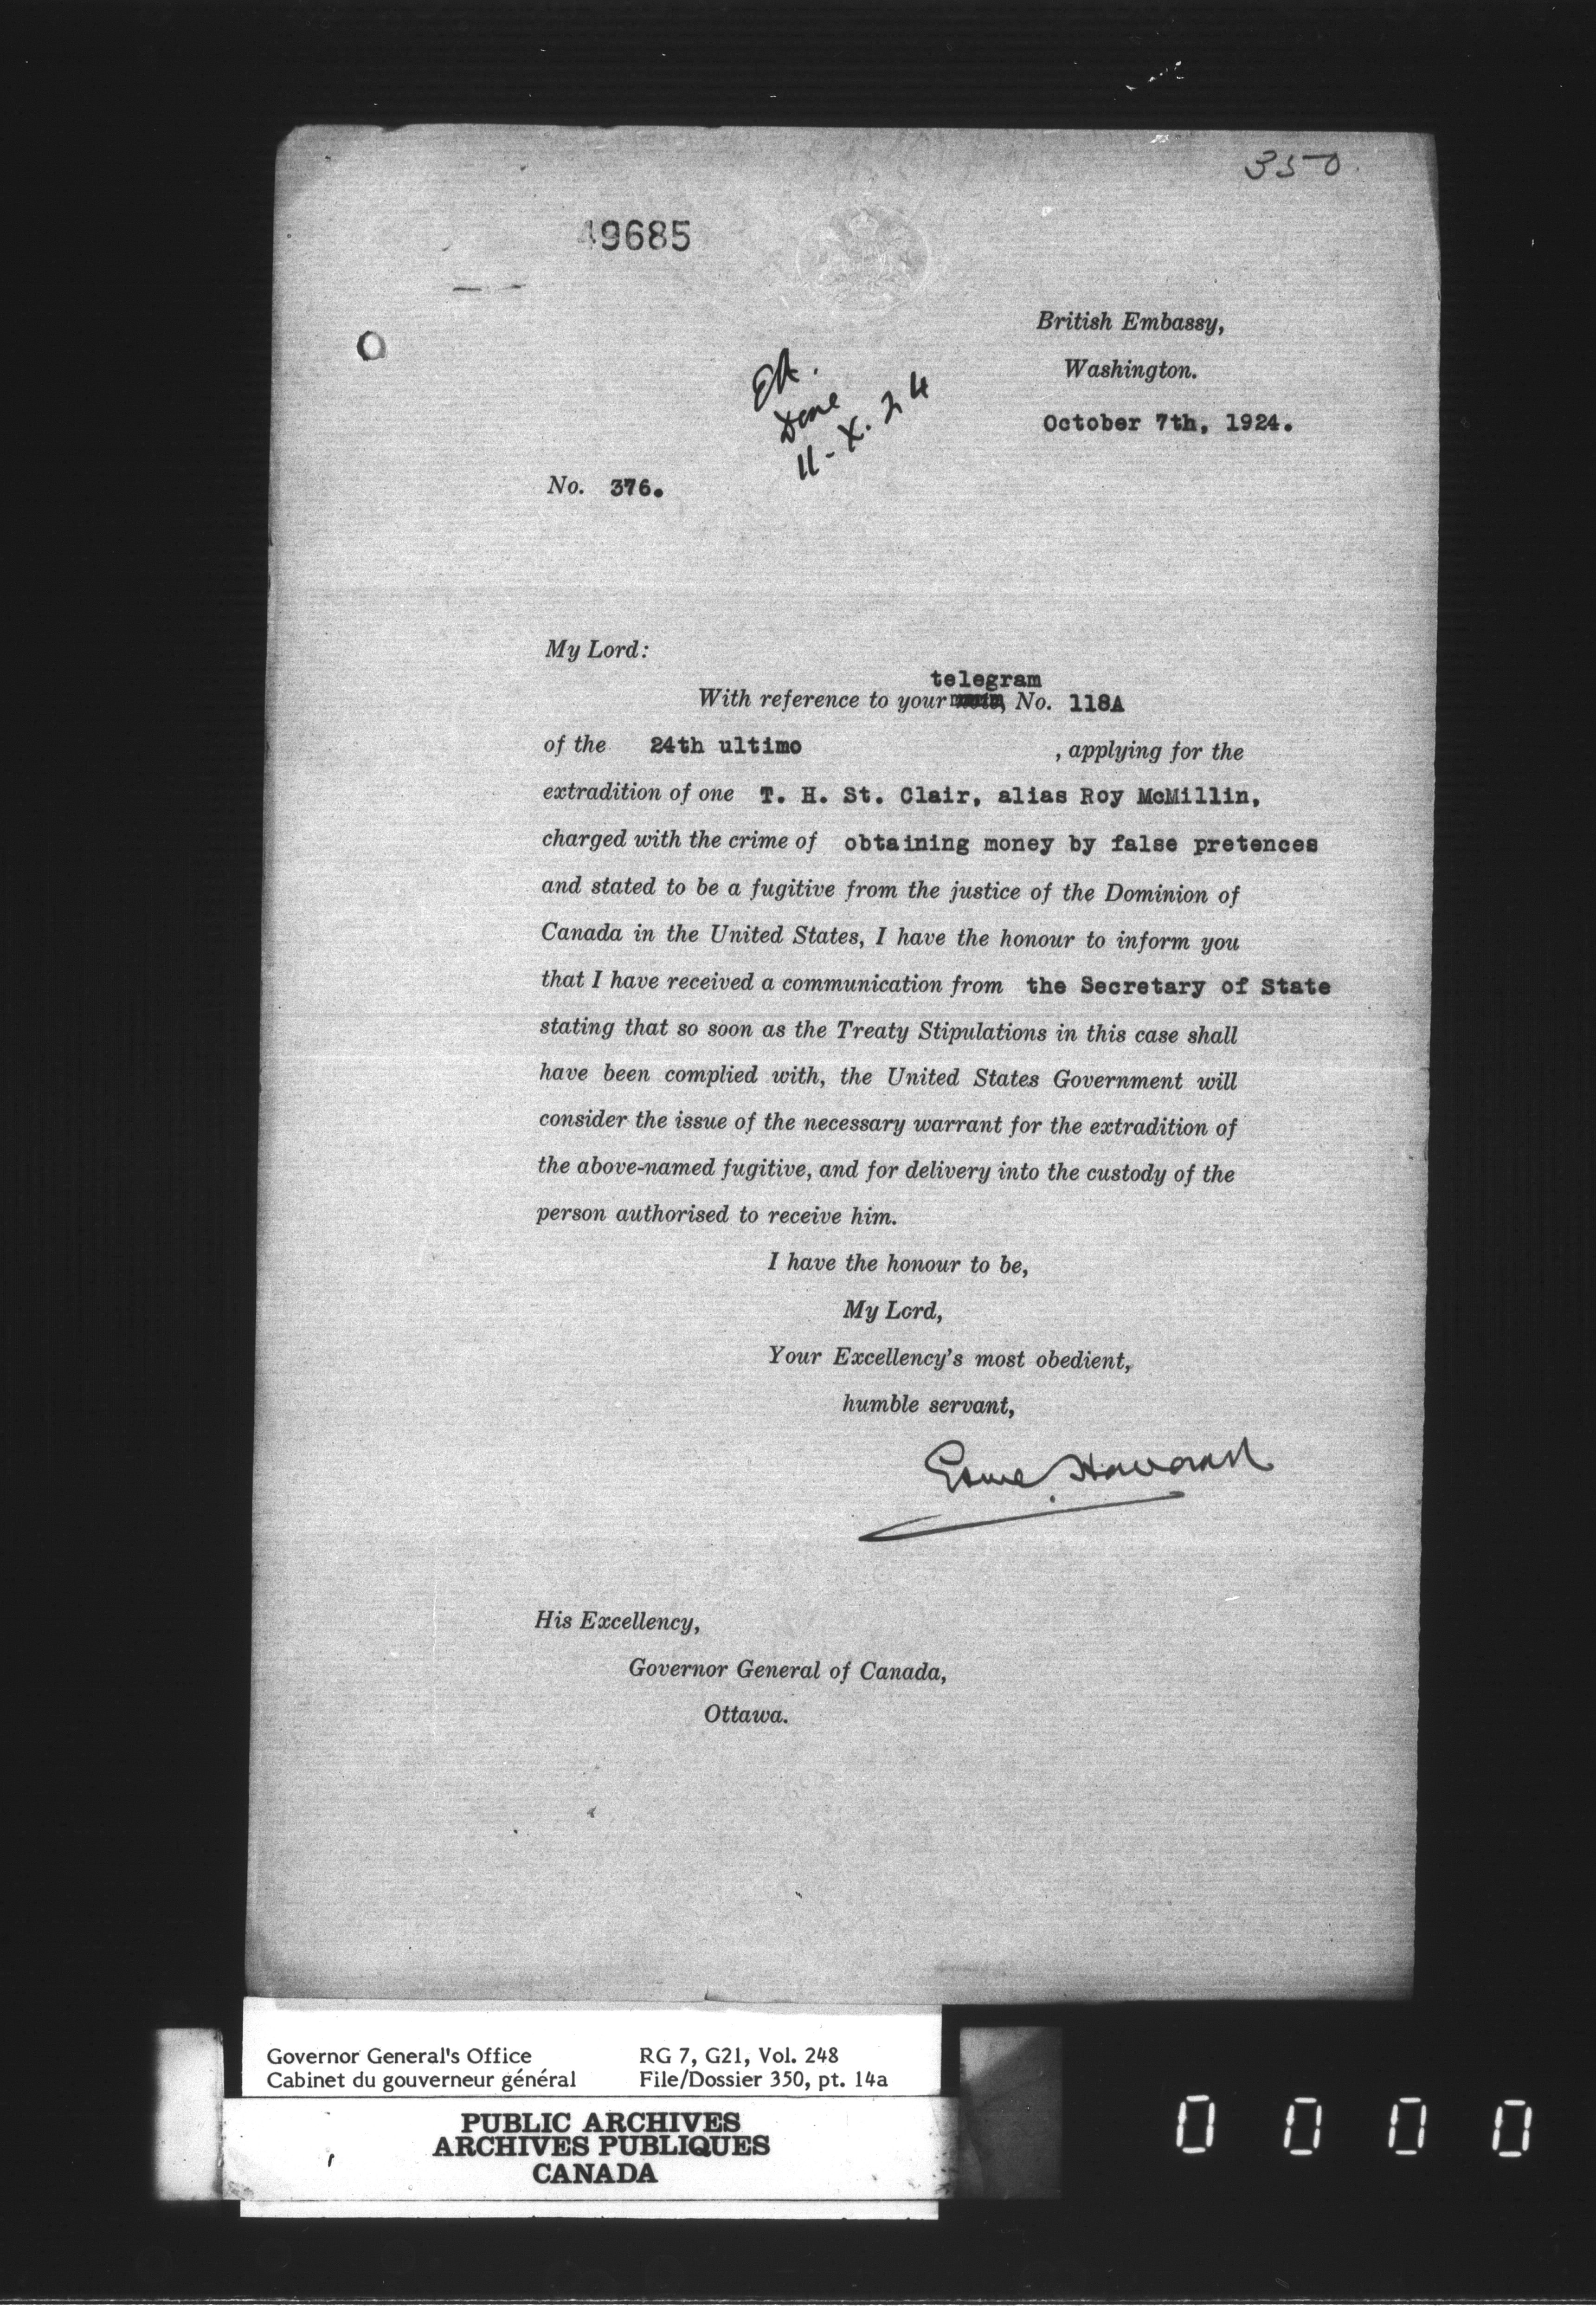 350.
49685
British Embassy,
Washington.
October 7th, 1924.
Done
11-X.24
No. 376.
My Lord:
telegram
With reference to your No. 118A
of the 24th ultimo , applying for the
extradition of one T. H. St. Clair, alias Roy McMillin,
charged with the crime of obtaining money by false pretences
and stated to be a fugitive from the justice of the Dominion of
Canada in the United States, I have the honour to inform you
that I have received a communication from the Secretary of State
stating that so soon as the Treaty Stipulations in this case shall
have been complied with, the United States Government will
consider the issue of the necessary warrant for the extradition of
the above-named fugitive, and for delivery into the custody of the
person authorised to receive him.
I have the honour to be,
My Lord,
Your Excellency's most obedient,
humble servant,
Esme Howard
His Excellency,
Governor General of Canada,
Ottawa.
Governor General's Office RG 7, G21, Vol. 248
Cabinet du gouverneur général File/Dossier 350, pt. 14a
PUBLIC ARCHIVES
ARCHIVES PUBLIQUES
CANADA
0 0 0 0